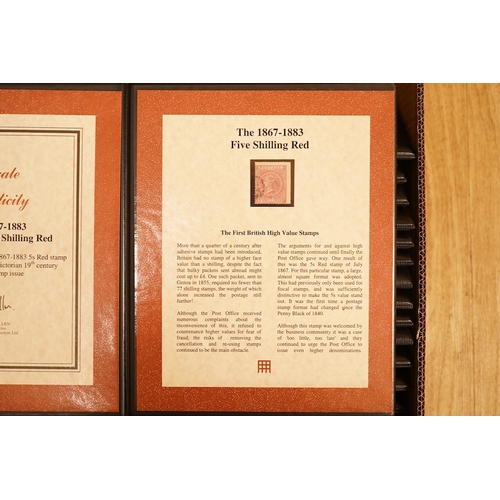 cate
ticity
7-1883
Shilling Red
1867-1883 5s Red stamp
ictorian 19th century
mp issue
The 1867-1883
Five Shilling Red
The First British High Value Stamps
More than a quarter of a century after
adhesive stamps had been introduced,
Britain had no stamp of a higher face
value than a shilling, despite the fact
that bulky packets sent abroad might
cost up to £4. One such packet, sent to
Genoa in 1855, required no fewer than
77 shilling stamps, the weight of which
alone increased the postage still
further!
Although the Post Office received
numerous complaints about the
inconvenience of this, it refused to
countenance higher values for fear of
fraud, the risks of removing the
cancellation and re-using stamps
continued to be the main obstacle.
The arguments for and against high
value stamps continued until finally the
Post Office gave way. One result of
this was the 5s Red stamp of July
1867. For this particular stamp, a large,
almost square format was adopted.
This had previously only been used for
fiscal stamps, and was sufficiently
distinctive to make the 5s value stand
out. It was the first time a postage
stamp format had changed since the
Penny Black of 1840.
Although this stamp was welcomed by
the business community it was a case
of 'too little, too late' and they
continued to urge the Post Office to
issue even higher denominations.